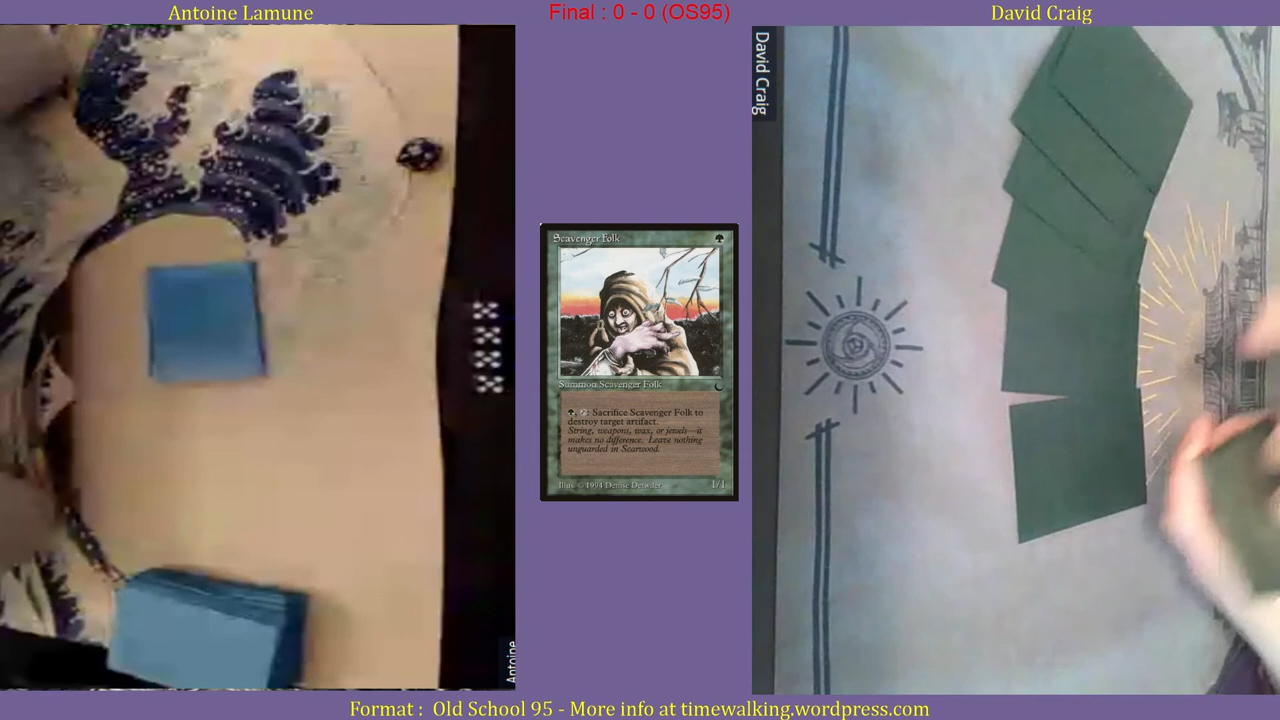 Antoine Lamune
Final : 0 - 0 (OS95)
David Craig
David Craig
Scavenger Folk
Summon Scavenger Folk
: Sacrifice Scavenger Folk to
destroy target artifact.
String, weapons, wax, or jewels—it
makes no difference. Leave nothing
unguarded in Scarwood.
Illus. © 1994 Dennis Detwiller
1/1
Antoine
Format : Old School 95 - More info at timewalking.wordpress.com